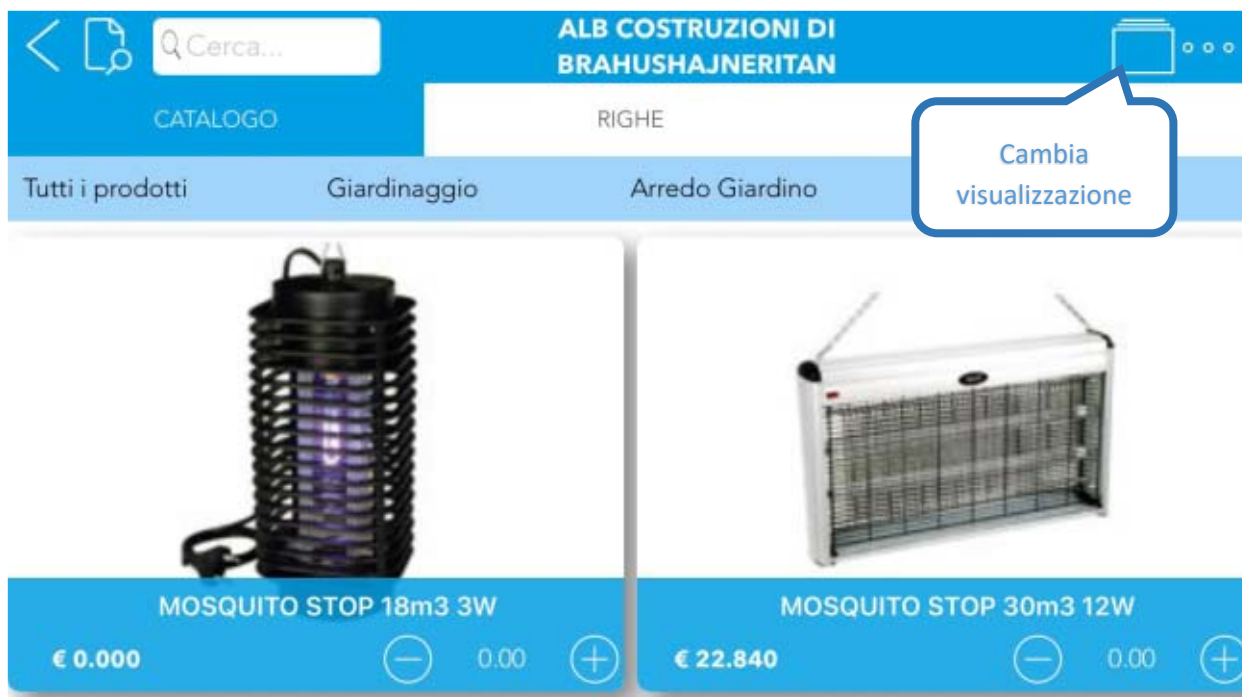 Cerca...
ALB COSTRUZIONI DI
BRAHUSHAJNERITAN
CATALOGO
RIGHE
Cambia
visualizzazione
Tutti i prodotti
Giardinaggio
Arredo Giardino
MOSQUITO STOP 18m3 3W
MOSQUITO STOP 30m3 12W
€ 0.000
0.00
€ 22.840
0.00